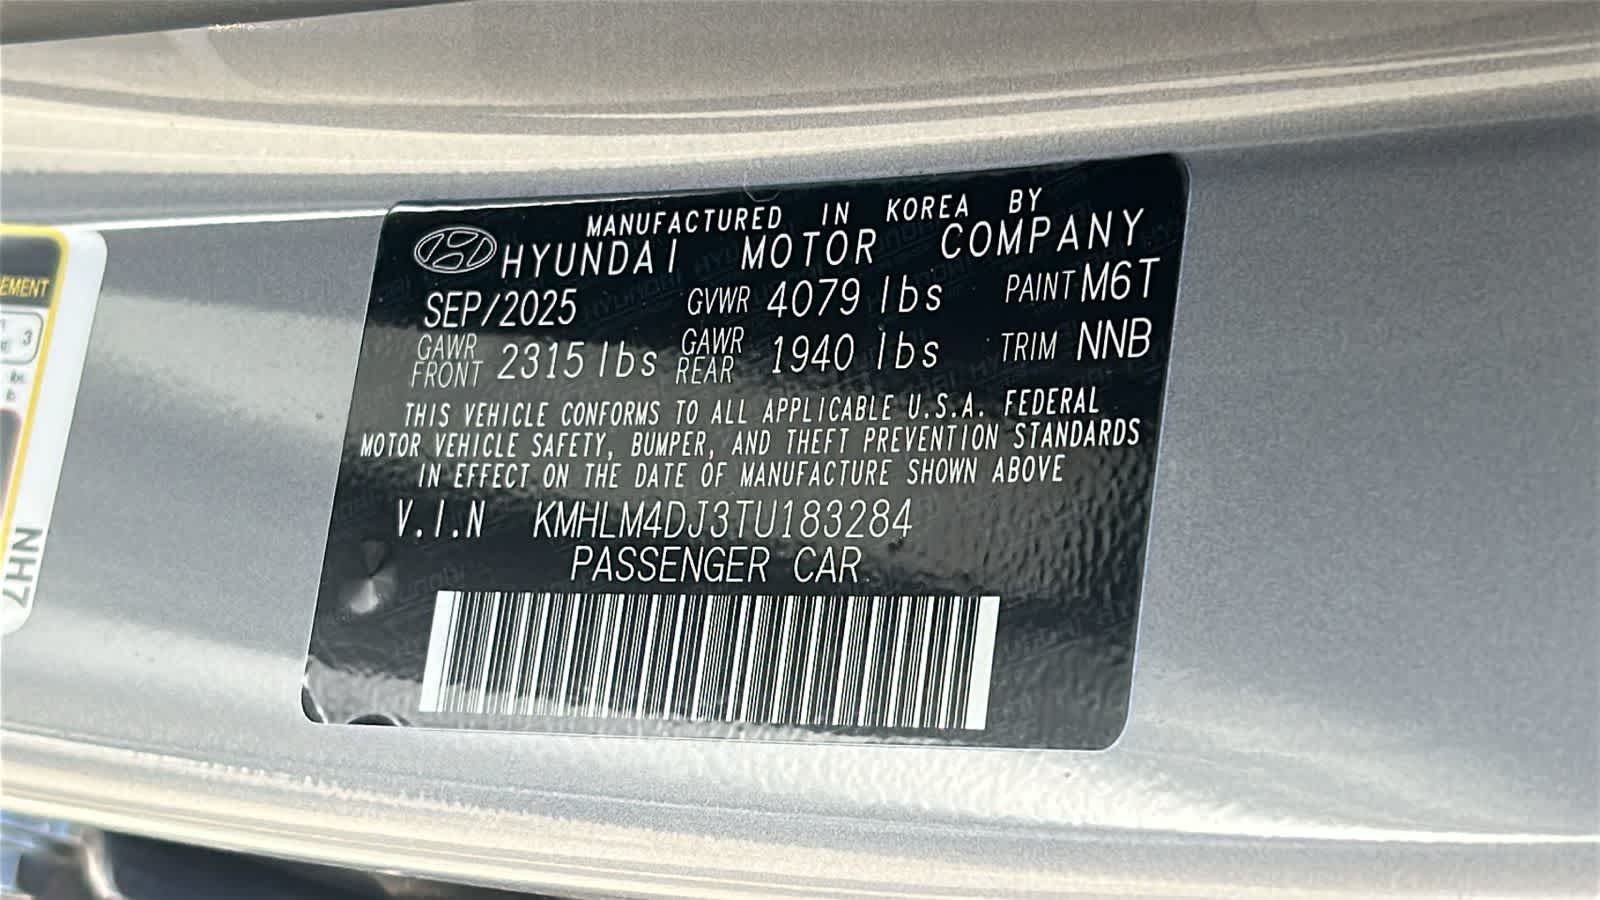 MANUFACTURED IN KOREA BY
HYUNDAI MOTOR COMPANY
SEP/2025 GVWR 4079 lbs PAINT M6T
GAWR FRONT 2315 lbs GAWR REAR 1940 lbs TRIM NNB
THIS VEHICLE CONFORMS TO ALL APPLICABLE U.S.A. FEDERAL
MOTOR VEHICLE SAFETY, BUMPER, AND THEFT PREVENTION STANDARDS
IN EFFECT ON THE DATE OF MANUFACTURE SHOWN ABOVE
V.I.N KMHLM4DJ3TU183284
PASSENGER CAR
3
7HN